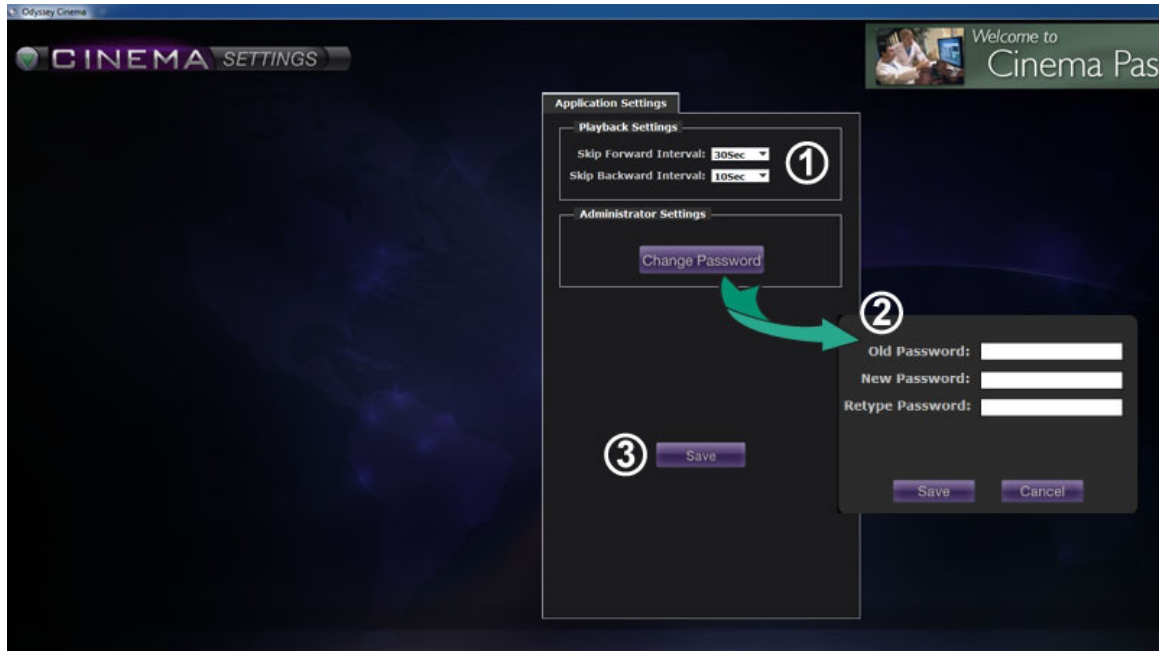 Odyssey Cinema
CINEMA SETTINGS
Welcome to
Cinema Pas
Application Settings
Playback Settings
Skip Forward Interval: 30Sec
Skip Backward Interval: 10Sec
1
Administrator Settings
Change Password
2
Old Password:
New Password:
Retype Password:
3
Save
Save Cancel